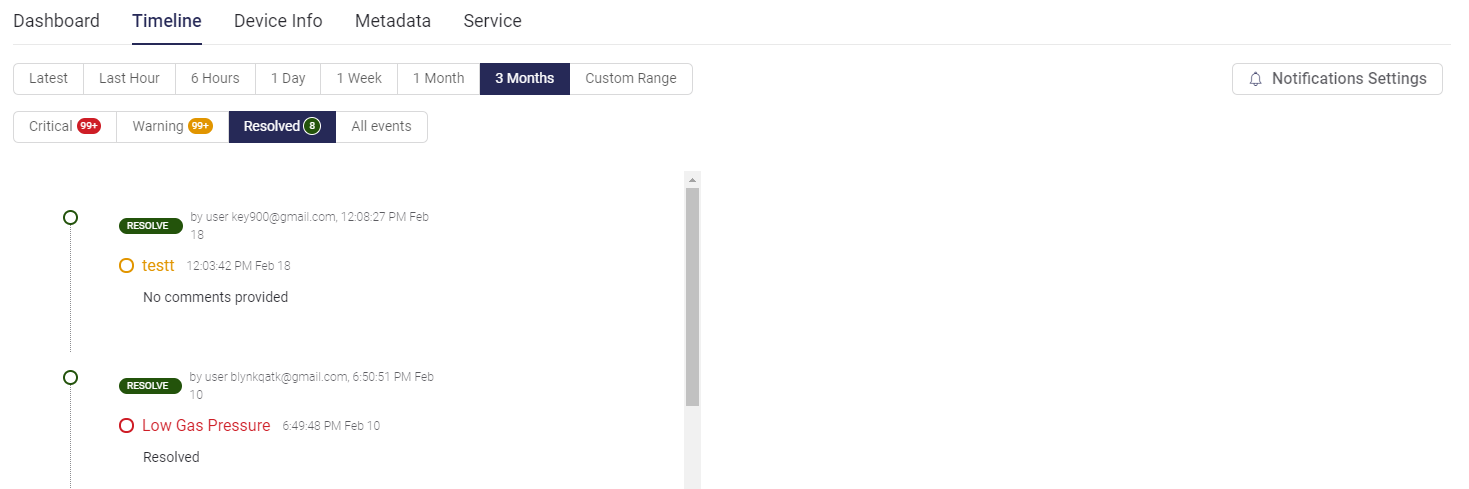 Dashboard Timeline Device Info Metadata Service
Latest Last Hour 6 Hours 1 Day 1 Week 1 Month 3 Months Custom Range Notifications Settings
Critical 99+ Warning 99+ Resolved 8 All events
RESOLVE by user key900@gmail.com, 12:08:27 PM Feb
18
testt 12:03:42 PM Feb 18
No comments provided
RESOLVE by user blynkqatk@gmail.com, 6:50:51 PM Feb
10
Low Gas Pressure 6:49:48 PM Feb 10
Resolved